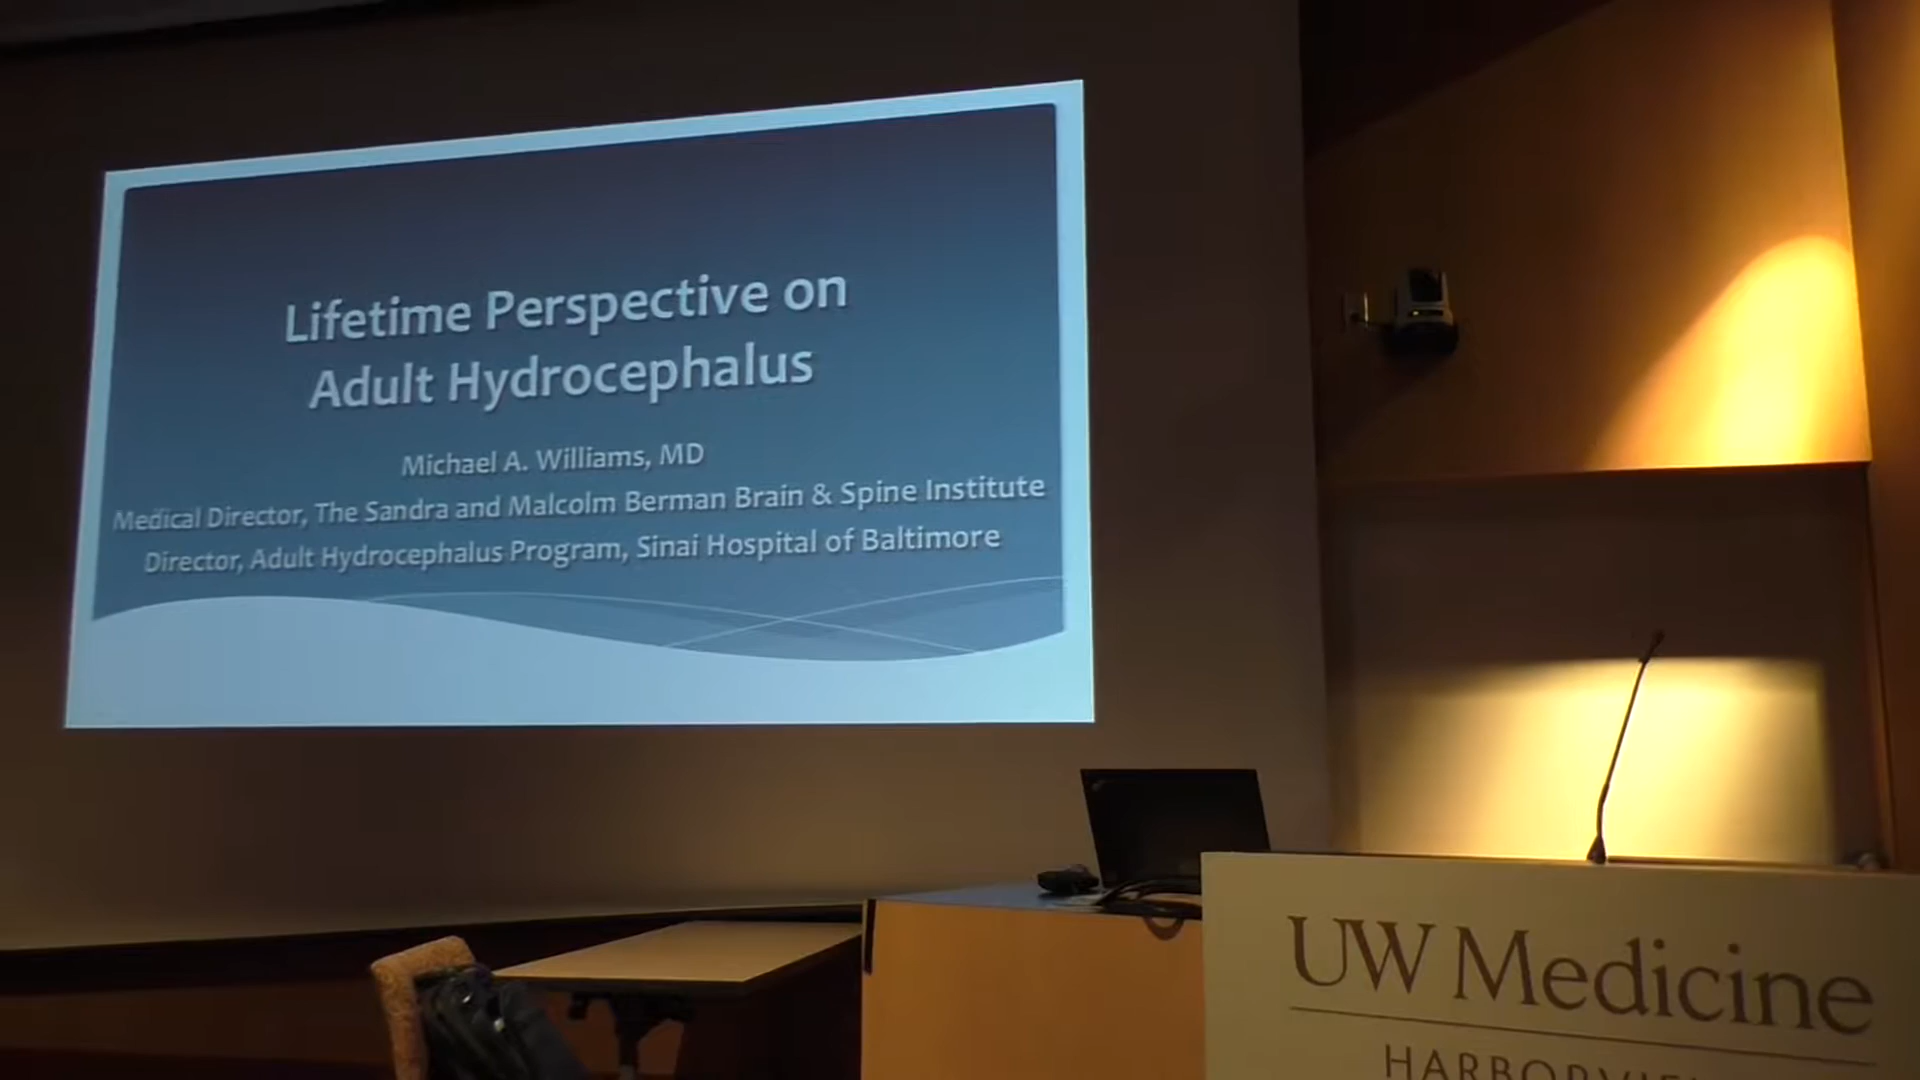 Lifetime Perspective on
Adult Hydrocephalus
Michael A. Williams, MD
Medical Director, The Sandra and Malcolm Berman Brain & Spine Institute
Director, Adult Hydrocephalus Program, Sinai Hospital of Baltimore
UW Medicine